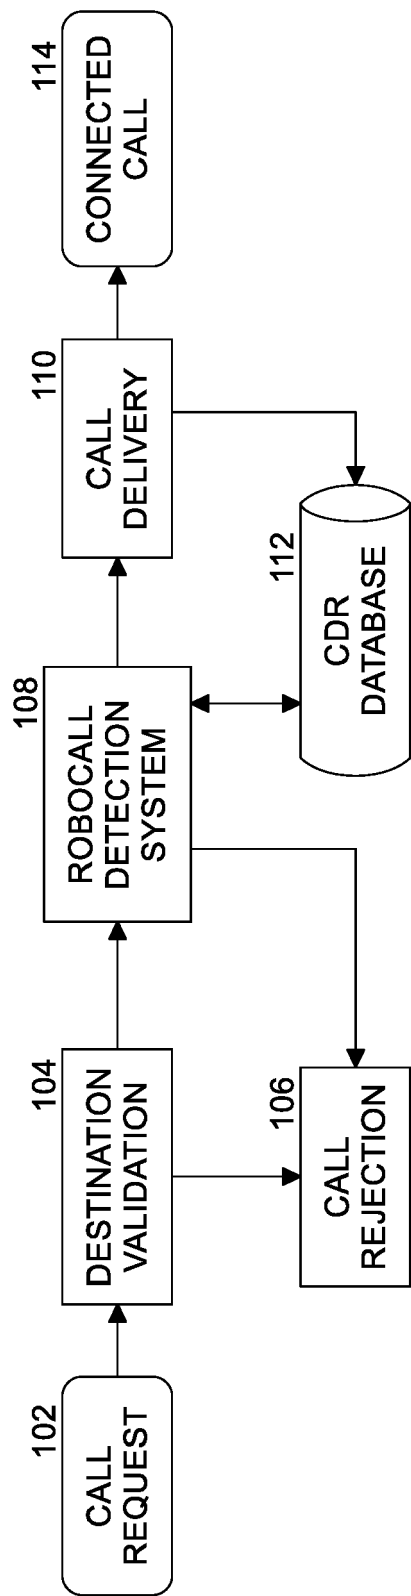 102
CALL
REQUEST
104
DESTINATION
VALIDATION
106
CALL
REJECTION
108
ROBOCALL
DETECTION
SYSTEM
110
CALL
DELIVERY
112
CDR
DATABASE
114
CONNECTED
CALL